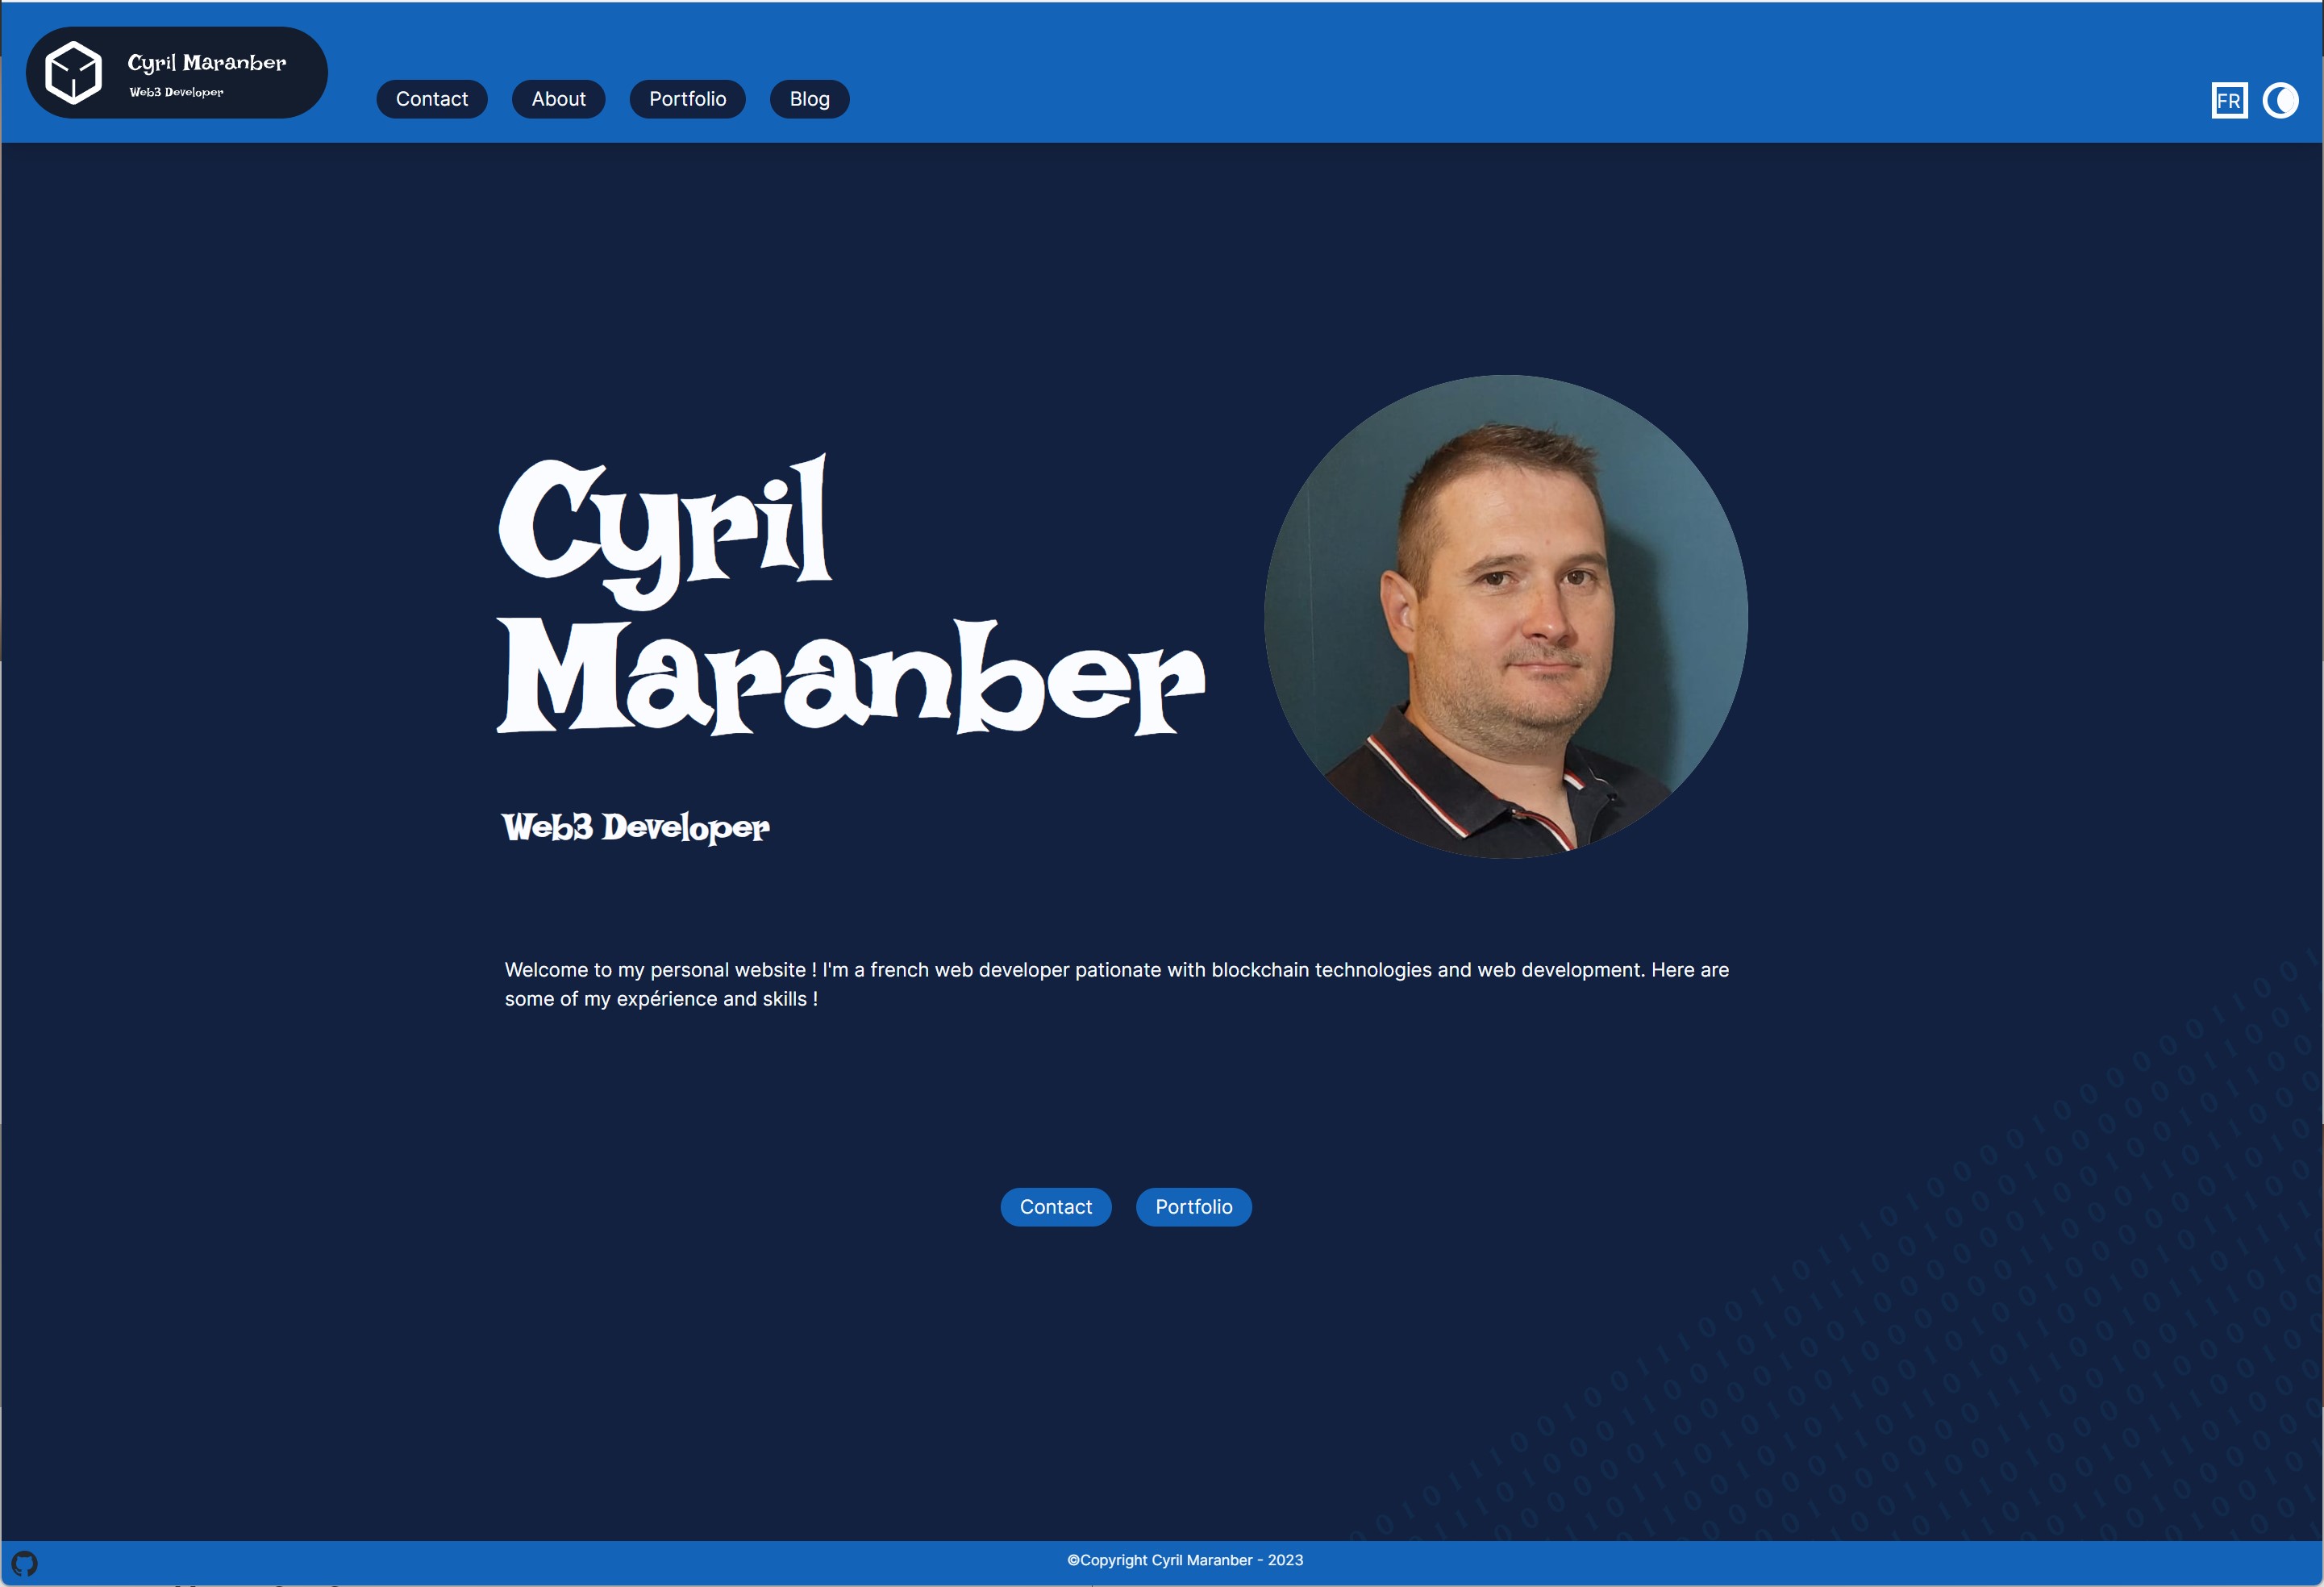 Cyril Maranber
Web3 Developer
Contact
About
Portfolio
Blog
FR
Cyril
Maranber
Web3 Developer
Welcome to my personal website ! I'm a french web developer pationate with blockchain technologies and web development. Here are
some of my expérience and skills !
Contact
Portfolio
©Copyright Cyril Maranber - 2023